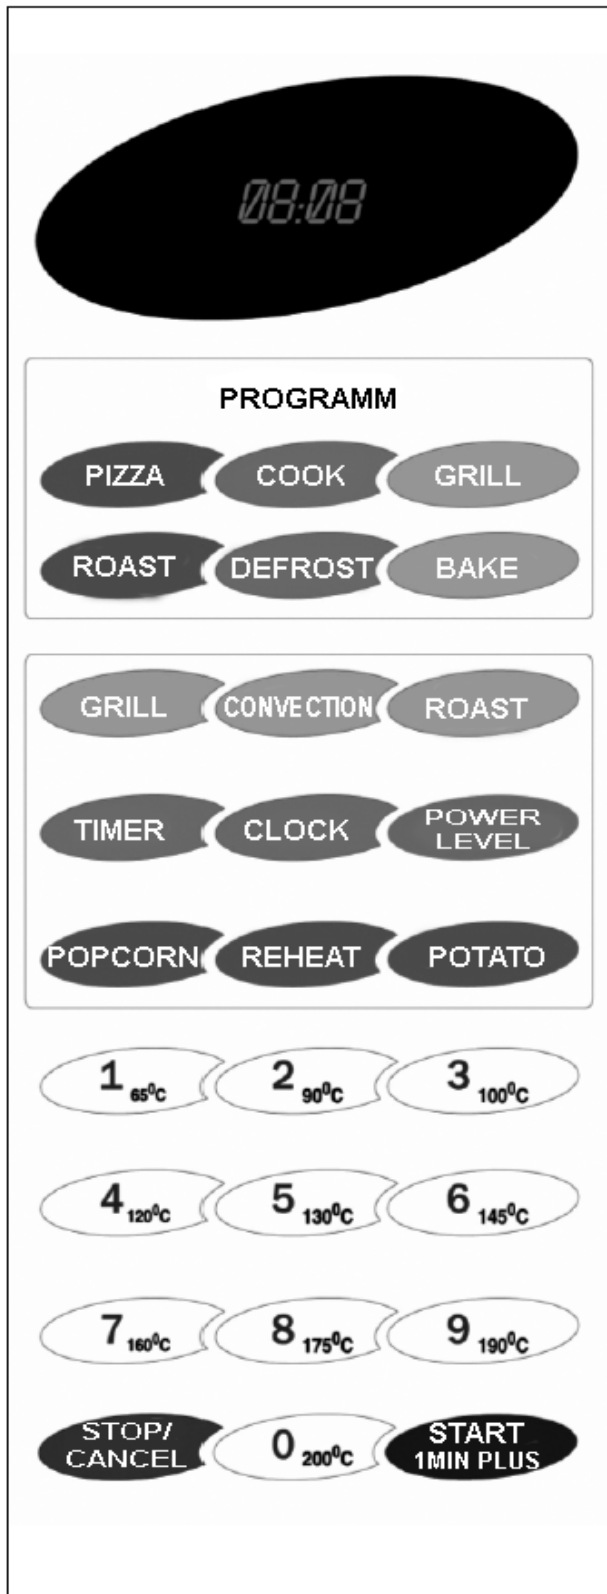 08:08
PROGRAMM
PIZZA COOK GRILL
ROAST DEFROST BAKE
GRILL CONVECTION ROAST
TIMER CLOCK POWER LEVEL
POPCORN REHEAT POTATO
1 65⁰C 2 90⁰C 3 100⁰C
4 120⁰C 5 130⁰C 6 145⁰C
7 160⁰C 8 175⁰C 9 190⁰C
STOP/ CANCEL 0 200⁰C START 1MIN PLUS